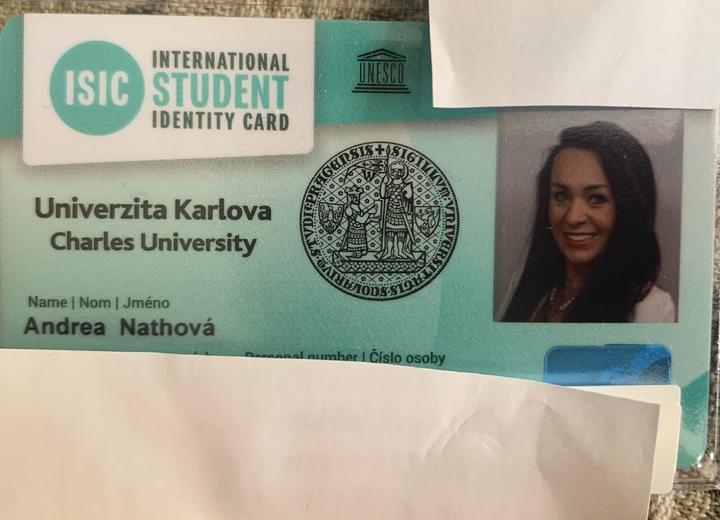 ISIC
INTERNATIONAL
STUDENT
IDENTITY CARD
UNESCO
Univerzita Karlova
Charles University
Name | Nom | Jméno
Andrea Nathová
Personal number | Číslo osoby